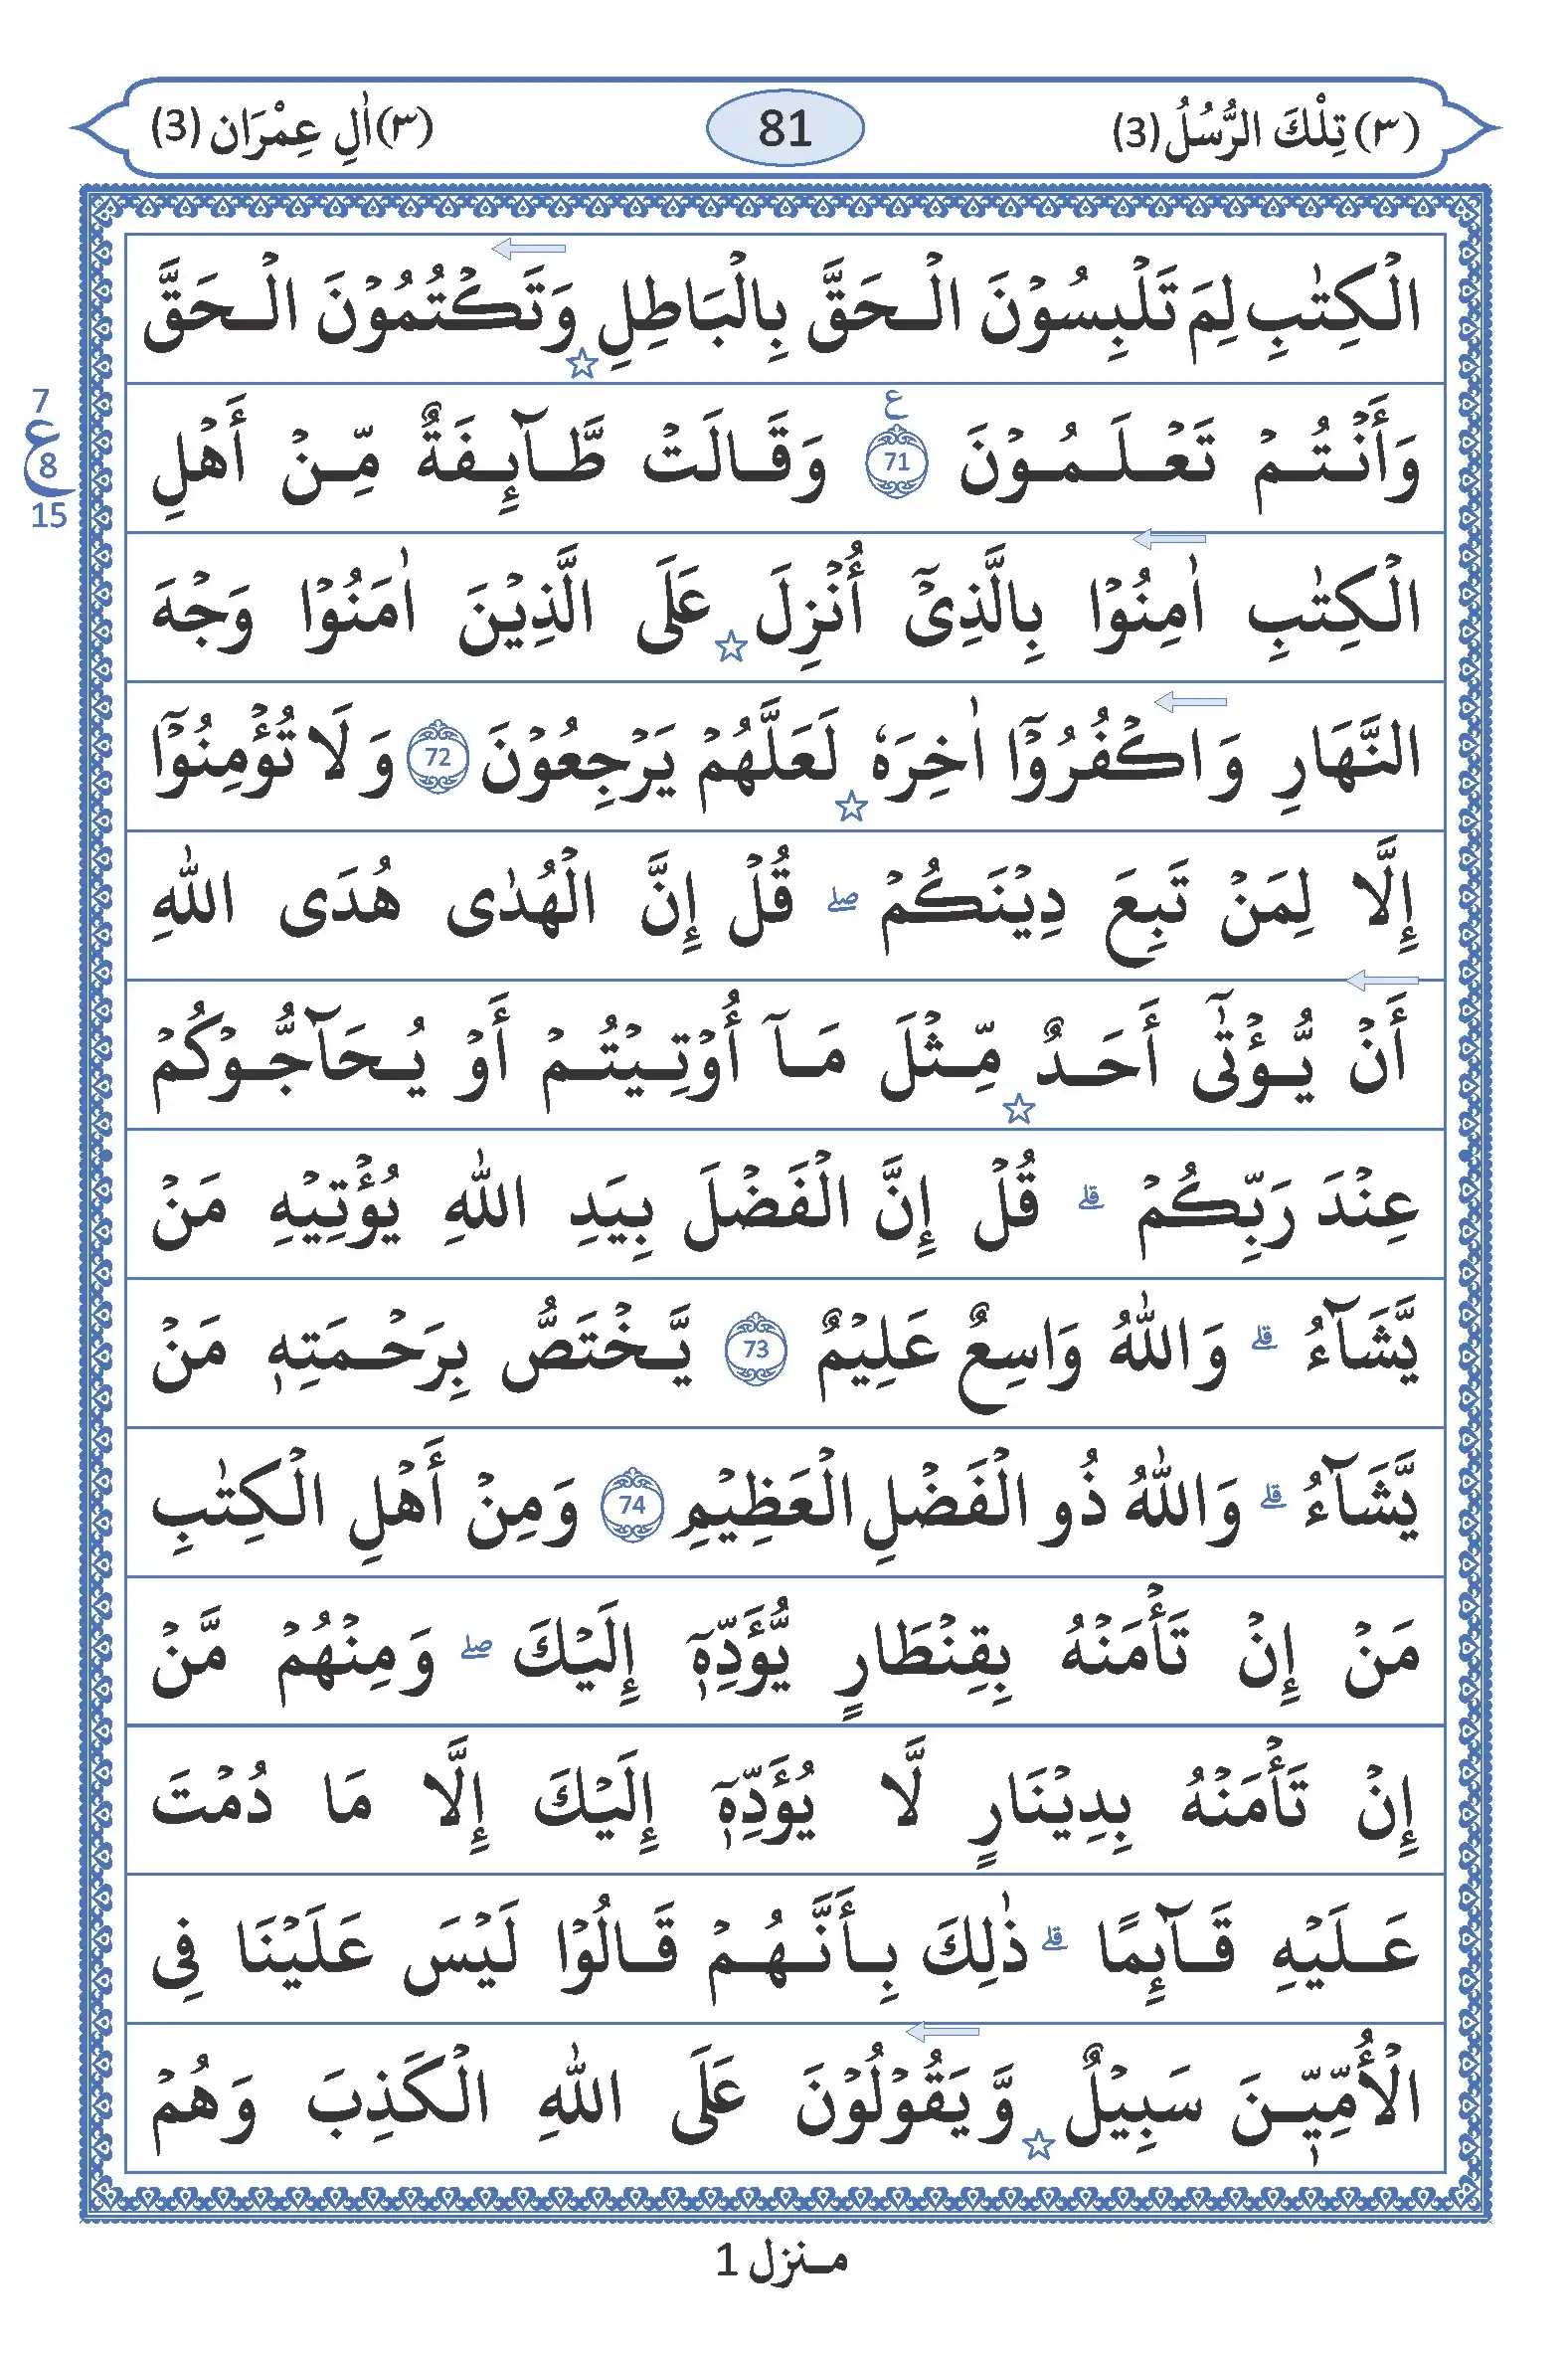 (٣) تِلْكَ الرُّسُلُ (3)
81
(٣) اٰلِ عِمْرَان (3)
الْكِتٰبِ لِمَ تَلْبِسُوْنَ الْحَقَّ بِالْبَاطِلِ وَتَكْتُمُوْنَ الْحَقَّ
7
ع
8
15
وَأَنْتُمْ تَعْلَمُوْنَ ع 71 وَقَالَتْ طَّآئِفَةٌ مِّنْ أَهْلِ
الْكِتٰبِ اٰمِنُوْا بِالَّذِىْٓ أُنْزِلَ عَلَى الَّذِيْنَ اٰمَنُوْا وَجْهَ
النَّهَارِ وَاكْفُرُوْٓا اٰخِرَهٗ لَعَلَّهُمْ يَرْجِعُوْنَ 72 وَلَا تُؤْمِنُوْٓا
إِلَّا لِمَنْ تَبِعَ دِيْنَكُمْ ۖ قُلْ إِنَّ الْهُدٰى هُدَى اللّٰهِ
أَنْ يُّؤْتٰٓى أَحَدٌ مِّثْلَ مَآ أُوْتِيْتُمْ أَوْ يُحَآجُّوْكُمْ
عِنْدَ رَبِّكُمْ ۗ قُلْ إِنَّ الْفَضْلَ بِيَدِ اللّٰهِ يُؤْتِيْهِ مَنْ
يَّشَآءُ ۗ وَاللّٰهُ وَاسِعٌ عَلِيْمٌ 73 يَّخْتَصُّ بِرَحْمَتِهٖ مَنْ
يَّشَآءُ ۗ وَاللّٰهُ ذُو الْفَضْلِ الْعَظِيْمِ 74 وَمِنْ أَهْلِ الْكِتٰبِ
مَنْ إِنْ تَأْمَنْهُ بِقِنْطَارٍ يُّؤَدِّهٖٓ إِلَيْكَ ۖ وَمِنْهُمْ مَّنْ
إِنْ تَأْمَنْهُ بِدِيْنَارٍ لَّا يُؤَدِّهٖٓ إِلَيْكَ إِلَّا مَا دُمْتَ
عَلَيْهِ قَآئِمًا ۗ ذٰلِكَ بِأَنَّهُمْ قَالُوْا لَيْسَ عَلَيْنَا فِى
الْأُمِّيّٖنَ سَبِيْلٌ وَّيَقُوْلُوْنَ عَلَى اللّٰهِ الْكَذِبَ وَهُمْ
منزل 1